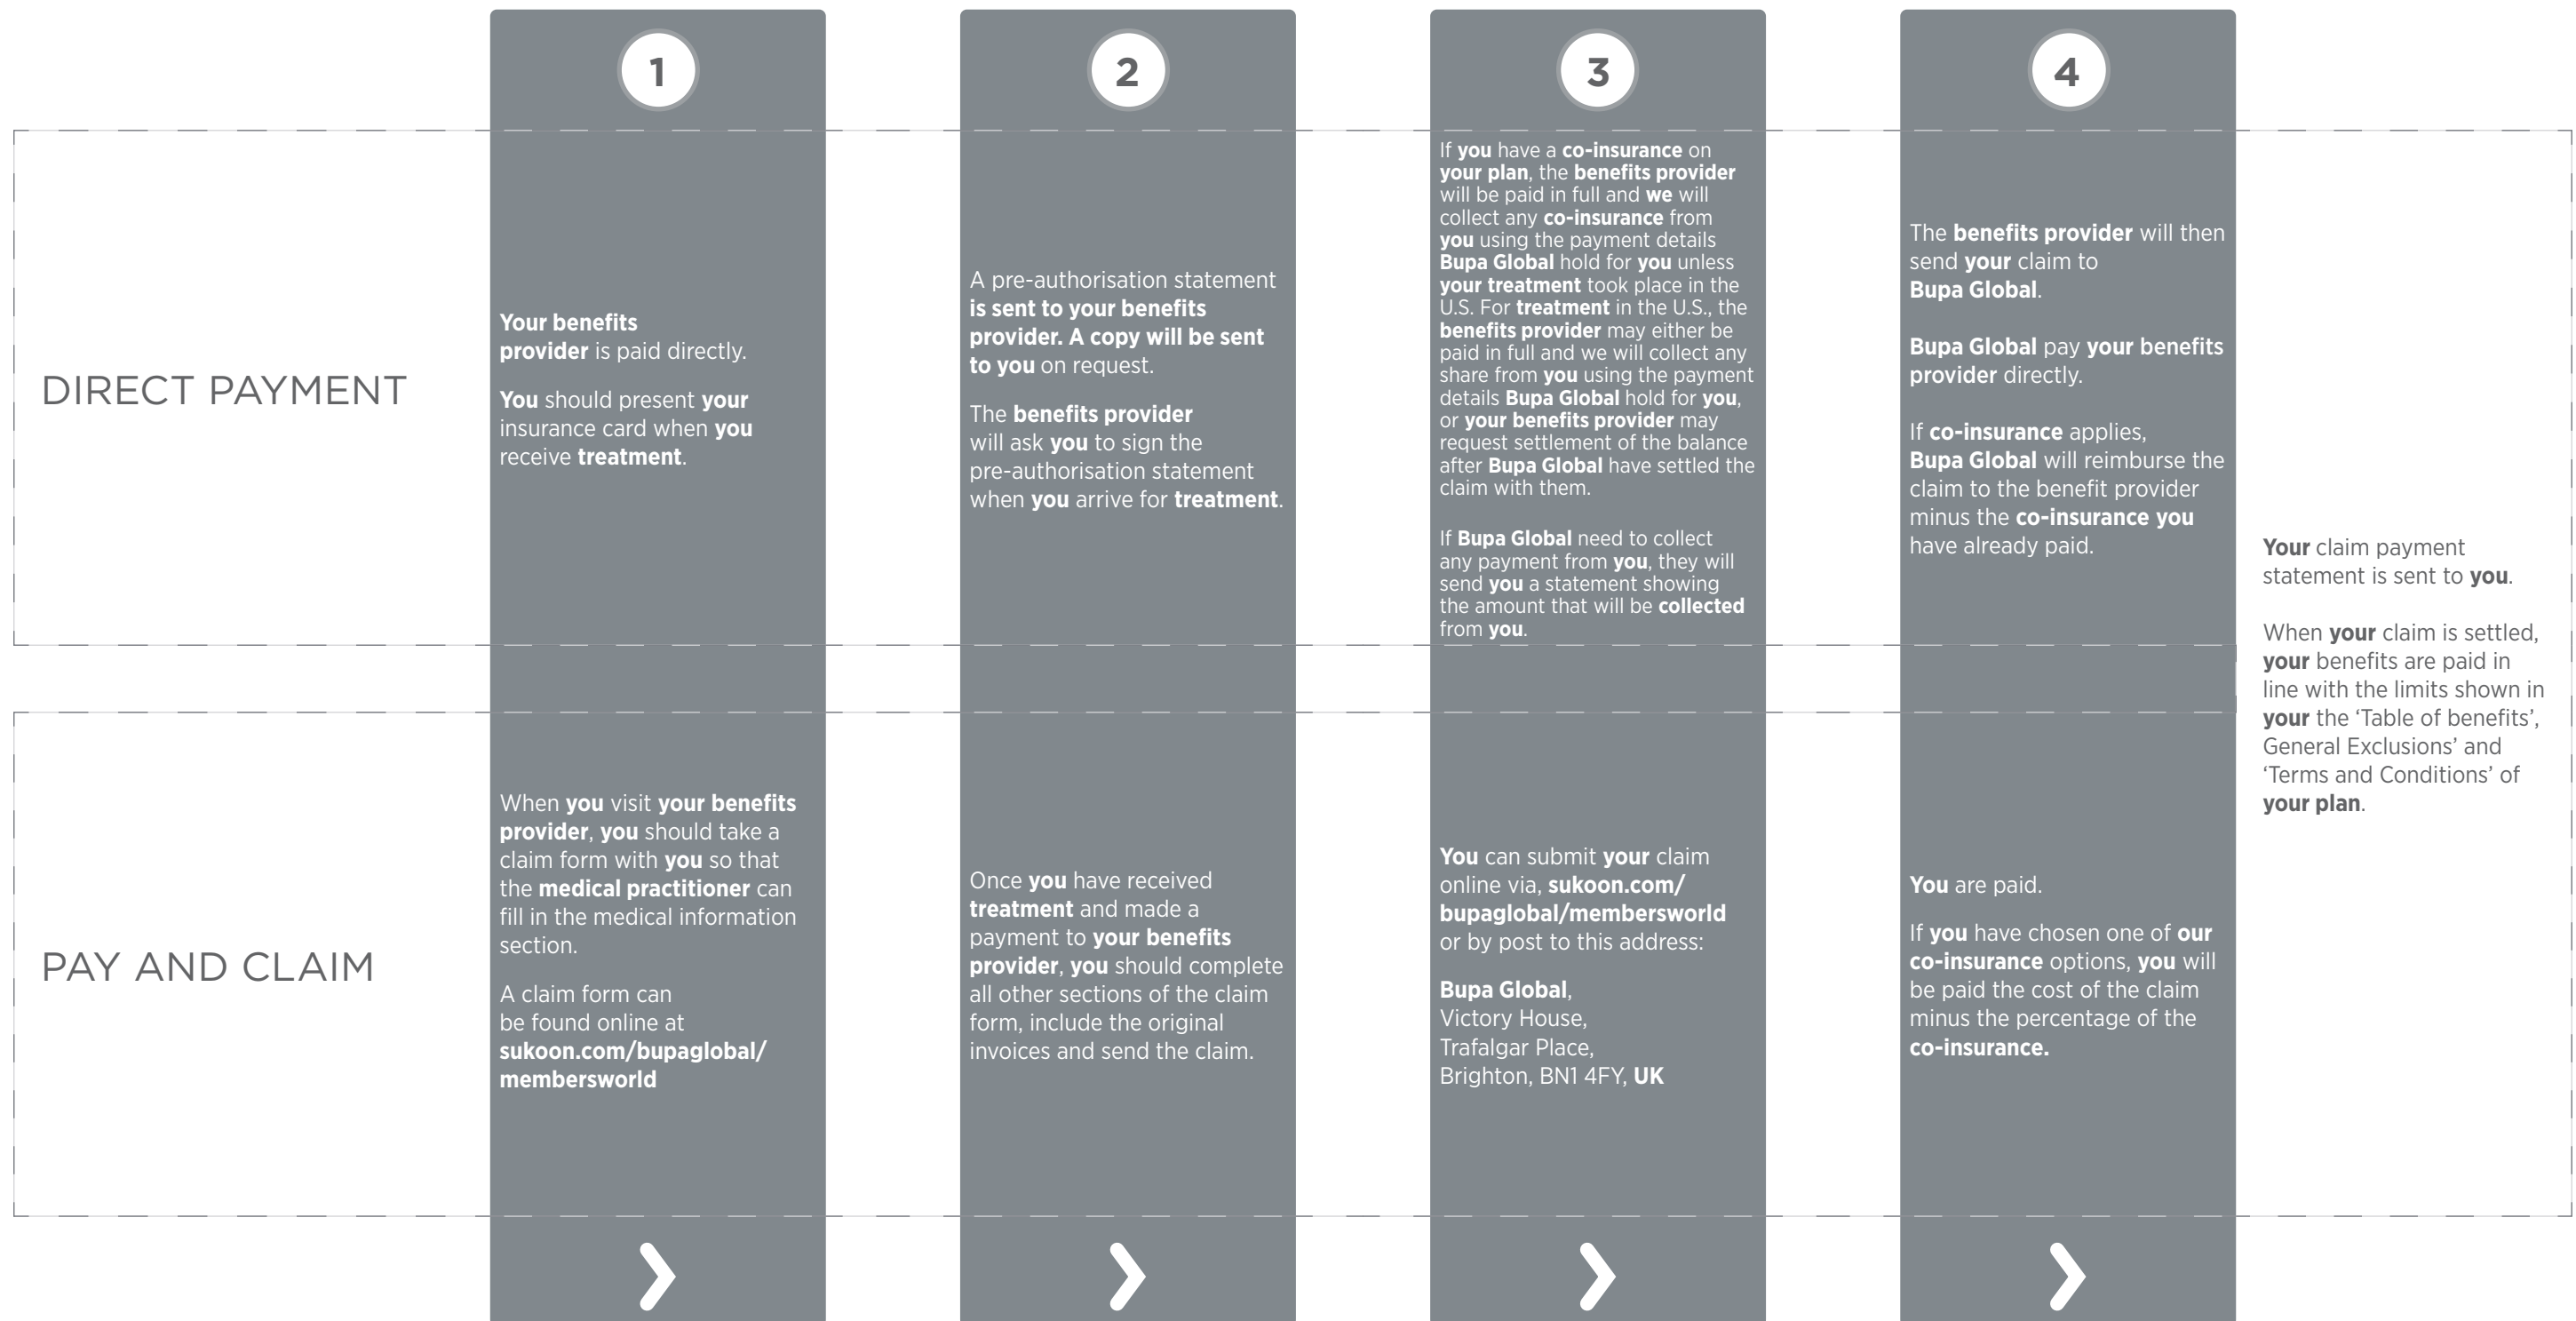 1
2
3
4
DIRECT PAYMENT
Your benefits
provider is paid directly.
You should present your
insurance card when you
receive treatment.
A pre-authorisation statement
is sent to your benefits
provider. A copy will be sent
to you on request.
The benefits provider
will ask you to sign the
pre-authorisation statement
when you arrive for treatment.
If you have a co-insurance on
your plan, the benefits provider
will be paid in full and we will
collect any co-insurance from
you using the payment details
Bupa Global hold for you unless
your treatment took place in the
U.S. For treatment in the U.S., the
benefits provider may either be
paid in full and we will collect any
share from you using the payment
details Bupa Global hold for you,
or your benefits provider may
request settlement of the balance
after Bupa Global have settled the
claim with them.
If Bupa Global need to collect
any payment from you, they will
send you a statement showing
the amount that will be collected
from you.
The benefits provider will then
send your claim to
Bupa Global.
Bupa Global pay your benefits
provider directly.
If co-insurance applies,
Bupa Global will reimburse the
claim to the benefit provider
minus the co-insurance you
have already paid.
PAY AND CLAIM
When you visit your benefits
provider, you should take a
claim form with you so that
the medical practitioner can
fill in the medical information
section.
A claim form can
be found online at
sukoon.com/bupaglobal/
membersworld
Once you have received
treatment and made a
payment to your benefits
provider, you should complete
all other sections of the claim
form, include the original
invoices and send the claim.
You can submit your claim
online via, sukoon.com/
bupaglobal/membersworld
or by post to this address:
Bupa Global,
Victory House,
Trafalgar Place,
Brighton, BN1 4FY, UK
You are paid.
If you have chosen one of our
co-insurance options, you will
be paid the cost of the claim
minus the percentage of the
co-insurance.
Your claim payment
statement is sent to you.
When your claim is settled,
your benefits are paid in
line with the limits shown in
your the ‘Table of benefits’,
General Exclusions’ and
‘Terms and Conditions’ of
your plan.